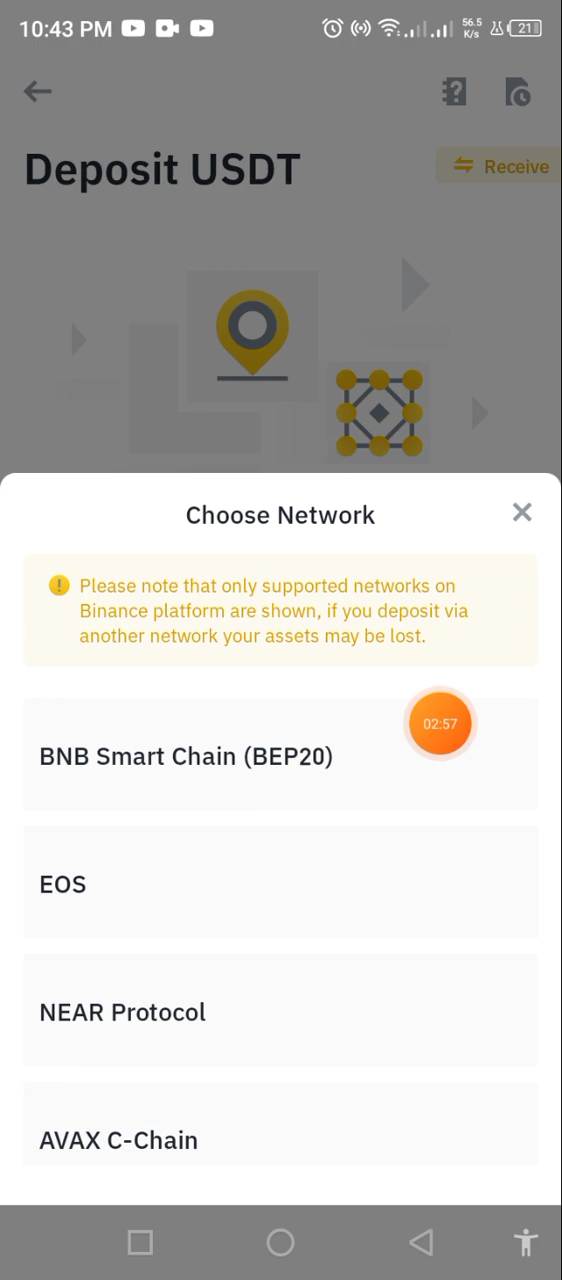 10:43 PM 56.5 K/s 21
Deposit USDT
Receive
Choose Network
Please note that only supported networks on
Binance platform are shown, if you deposit via
another network your assets may be lost.
02:57
BNB Smart Chain (BEP20)
EOS
NEAR Protocol
AVAX C-Chain